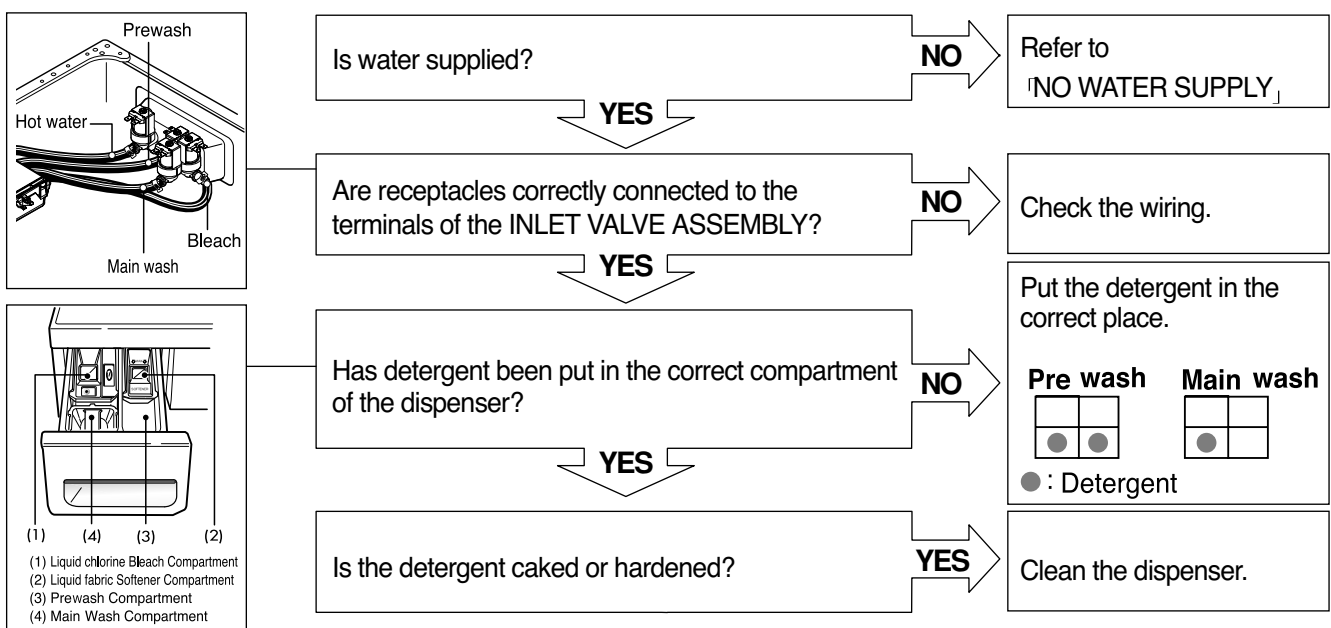 Prewash
Hot water
Bleach
Main wash
Is water supplied?
NO
Refer to
「NO WATER SUPPLY」
YES
Are receptacles correctly connected to the
terminals of the INLET VALVE ASSEMBLY?
NO
Check the wiring.
YES
SOFTENER
(1) (4) (3) (2)
(1) Liquid chlorine Bleach Compartment
(2) Liquid fabric Softener Compartment
(3) Prewash Compartment
(4) Main Wash Compartment
Has detergent been put in the correct compartment
of the dispenser?
NO
Put the detergent in the
correct place.
Pre wash Main wash
: Detergent
YES
Is the detergent caked or hardened?
YES
Clean the dispenser.